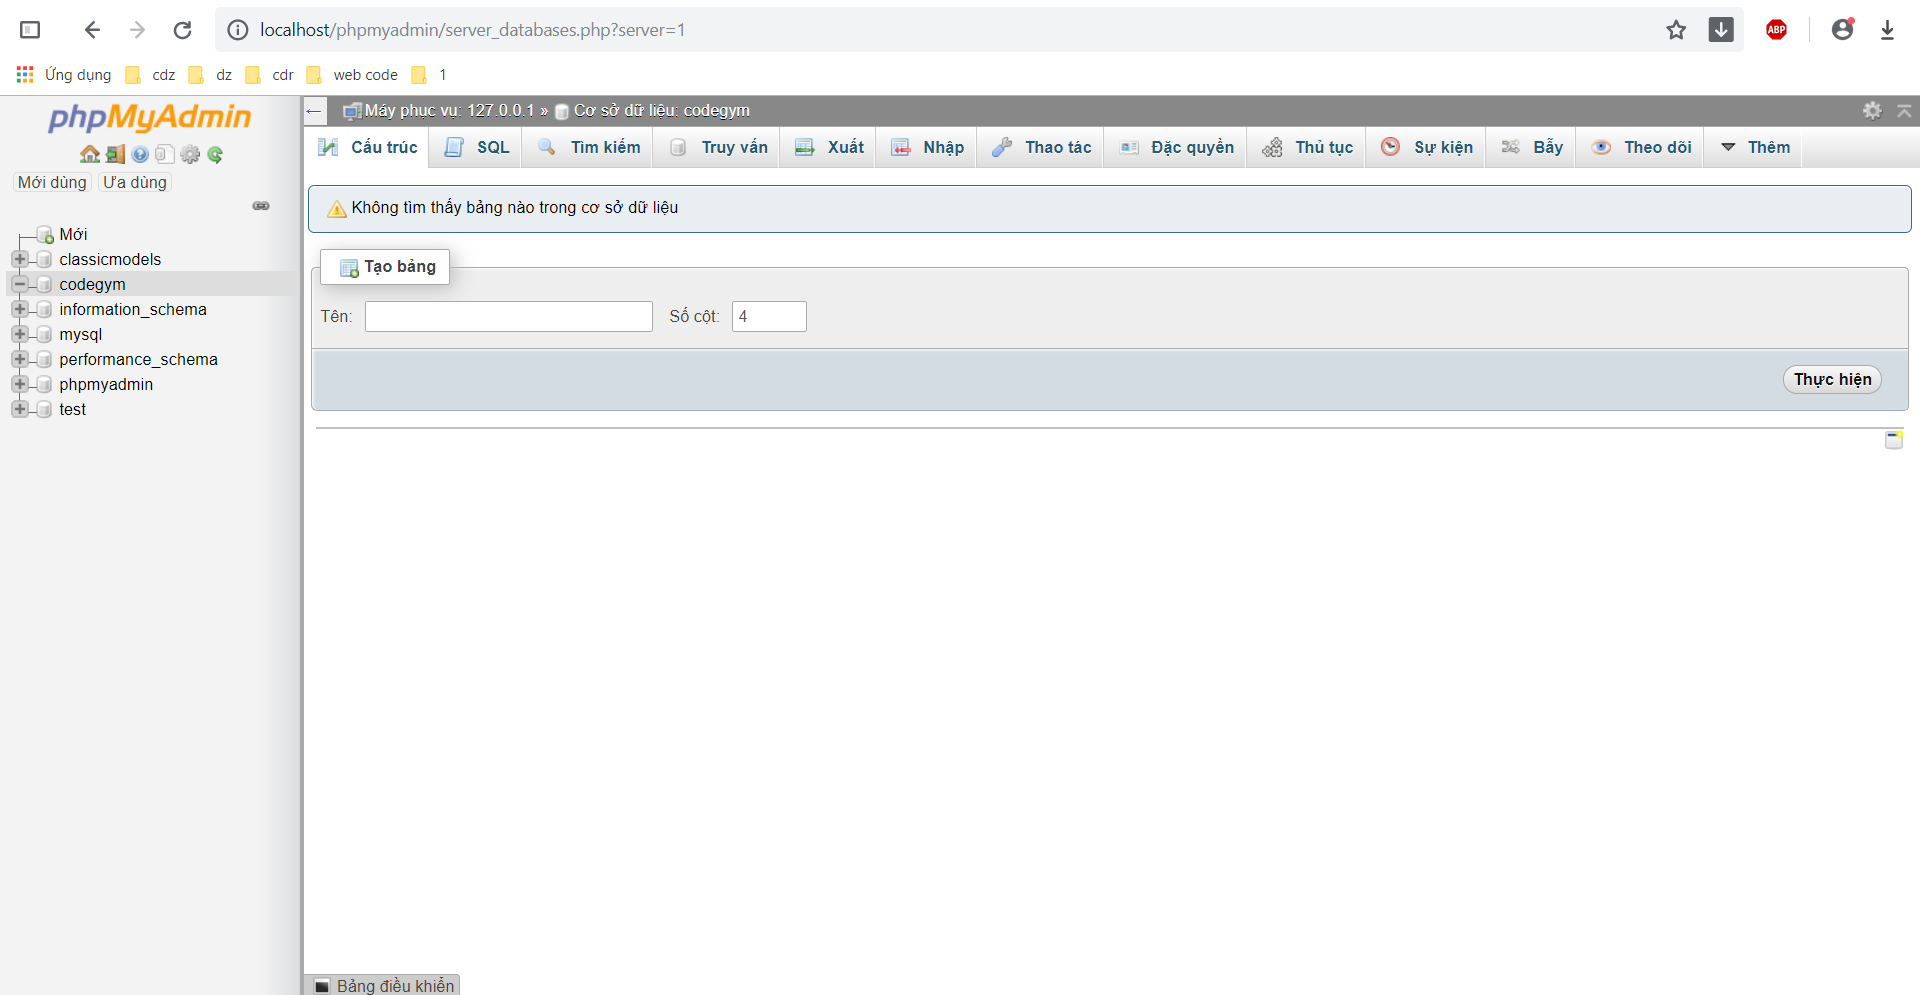 localhost/phpmyadmin/server_databases.php?server=1
ABP
Ứng dụng cdz dz cdr web code 1
phpMyAdmin
Mới dùng Ưa dùng
Mới
classicmodels
codegym
information_schema
mysql
performance_schema
phpmyadmin
test
← Máy phục vụ: 127.0.0.1 » Cơ sở dữ liệu: codegym
Cấu trúc SQL Tìm kiếm Truy vấn Xuất Nhập Thao tác Đặc quyền Thủ tục Sự kiện Bẫy Theo dõi Thêm
Không tìm thấy bảng nào trong cơ sở dữ liệu
Tạo bảng
Tên: Số cột: 4
Thực hiện
Bảng điều khiển